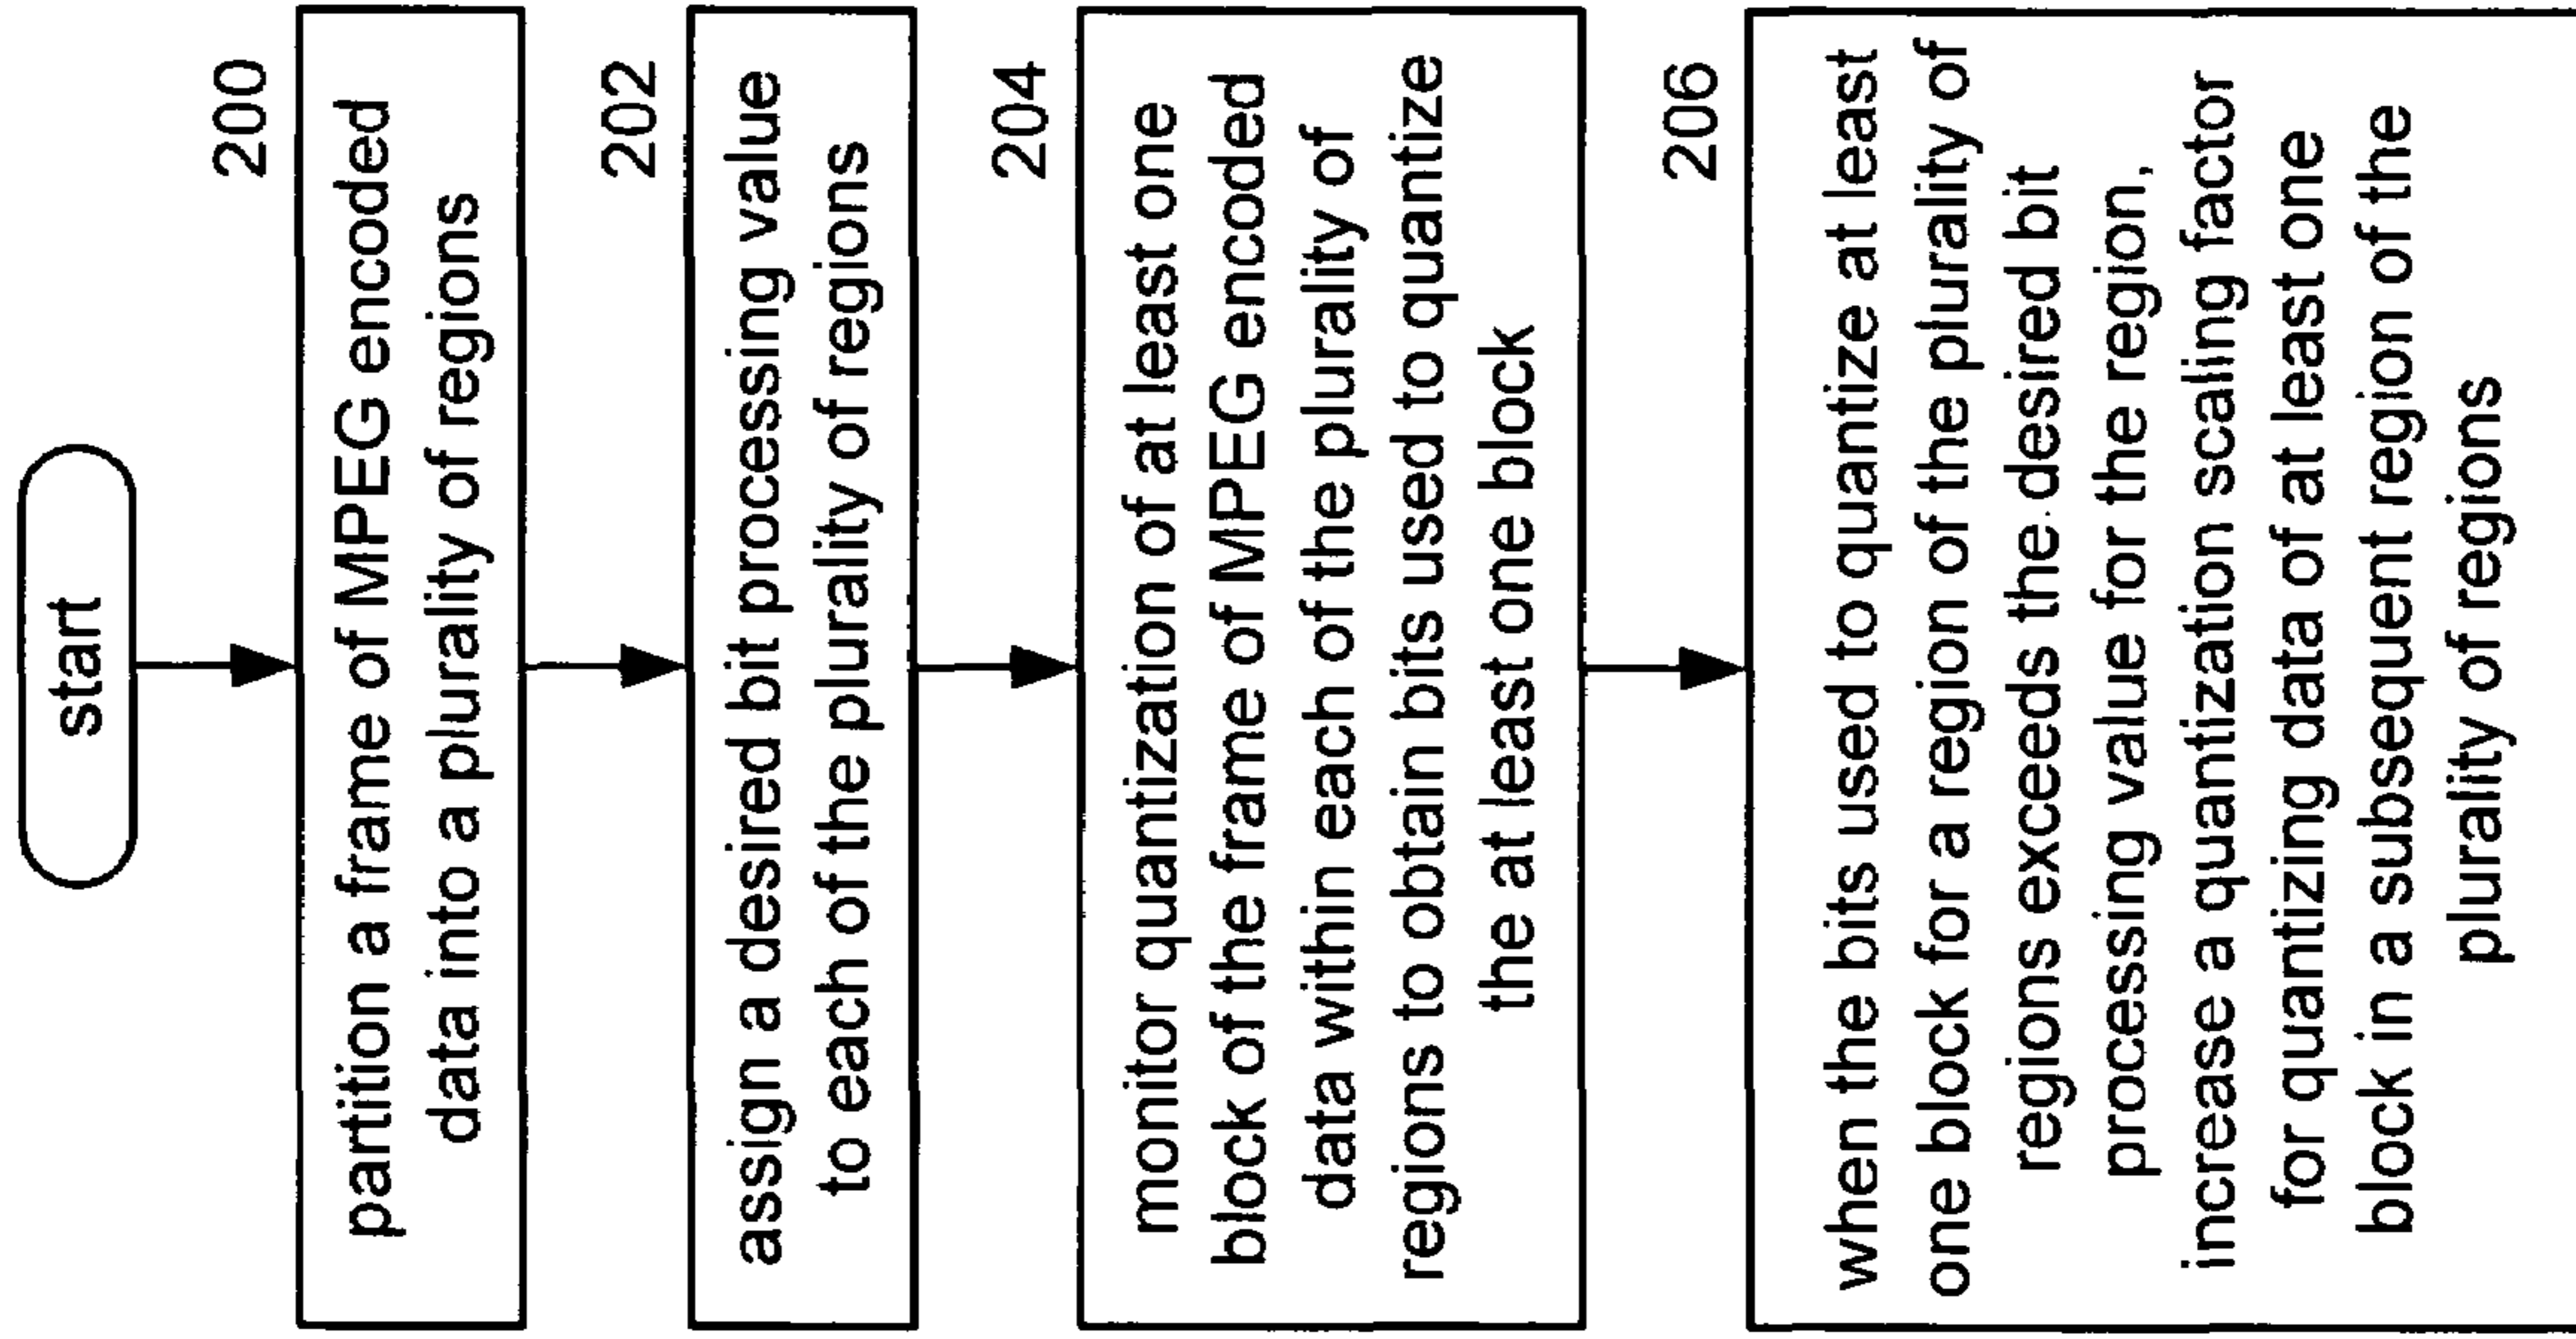 start
200
partition a frame of MPEG encoded
data into a plurality of regions
202
assign a desired bit processing value
to each of the plurality of regions
204
monitor quantization of at least one
block of the frame of MPEG encoded
data within each of the plurality of
regions to obtain bits used to quantize
the at least one block
206
when the bits used to quantize at least
one block for a region of the plurality of
regions exceeds the desired bit
processing value for the region,
increase a quantization scaling factor
for quantizing data of at least one
block in a subsequent region of the
plurality of regions